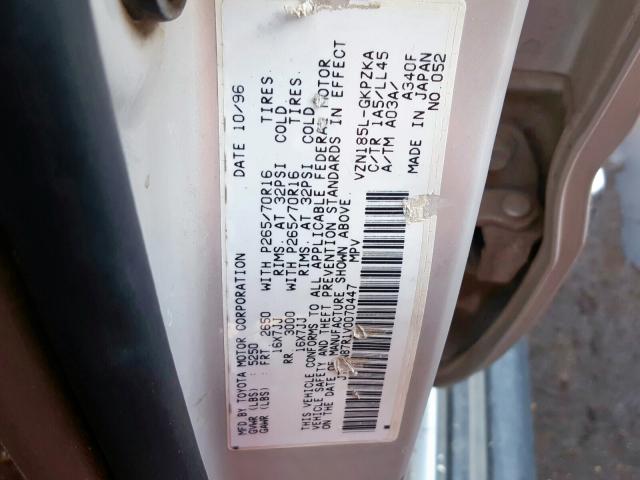 MFD BY TOYOTA MOTOR CORPORATION DATE 10/96
GVWR (LBS) 5250
GAWR (LBS): FRT. 2650 WITH P265/70R16 TIRES,
16X7JJ RIMS, AT 32PSI COLD
RR. 3000 WITH P265/70R16 TIRES,
16X7JJ RIMS, AT 32PSI COLD
THIS VEHICLE CONFORMS TO ALL APPLICABLE FEDERAL MOTOR
VEHICLE SAFETY AND THEFT PREVENTION STANDARDS IN EFFECT
ON THE DATE OF MANUFACTURE SHOWN ABOVE.
87R1V0070447 MPV
VZN185L-GKPZKA
C/TR 1A5/LL45
A/TM A03A/A340F
MADE IN JAPAN
NO.052